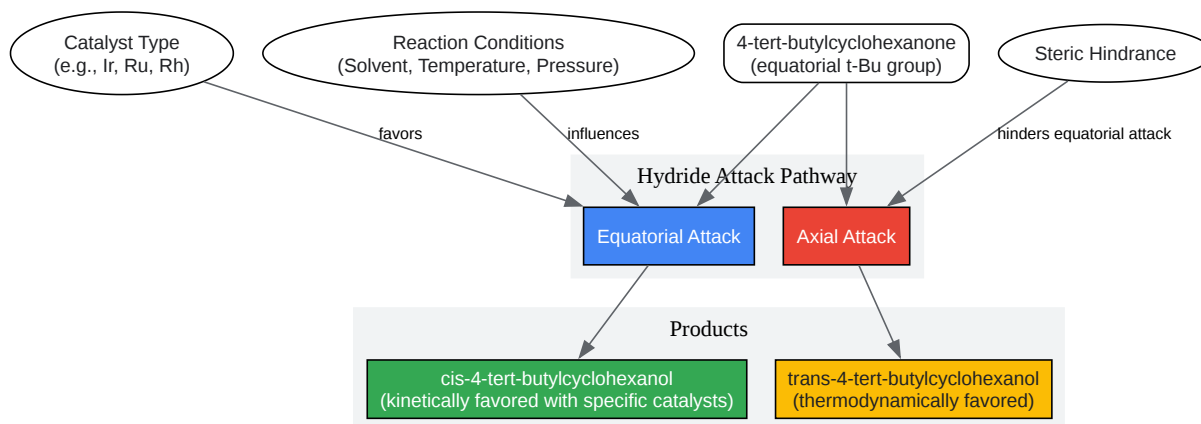 Catalyst Type
(e.g., Ir, Ru, Rh)
Reaction Conditions
(Solvent, Temperature, Pressure)
4-tert-butylcyclohexanone
(equatorial t-Bu group)
Steric Hindrance
favors
influences
hinders equatorial attack
Hydride Attack Pathway
Equatorial Attack
Axial Attack
Products
cis-4-tert-butylcyclohexanol
(kinetically favored with specific catalysts)
trans-4-tert-butylcyclohexanol
(thermodynamically favored)